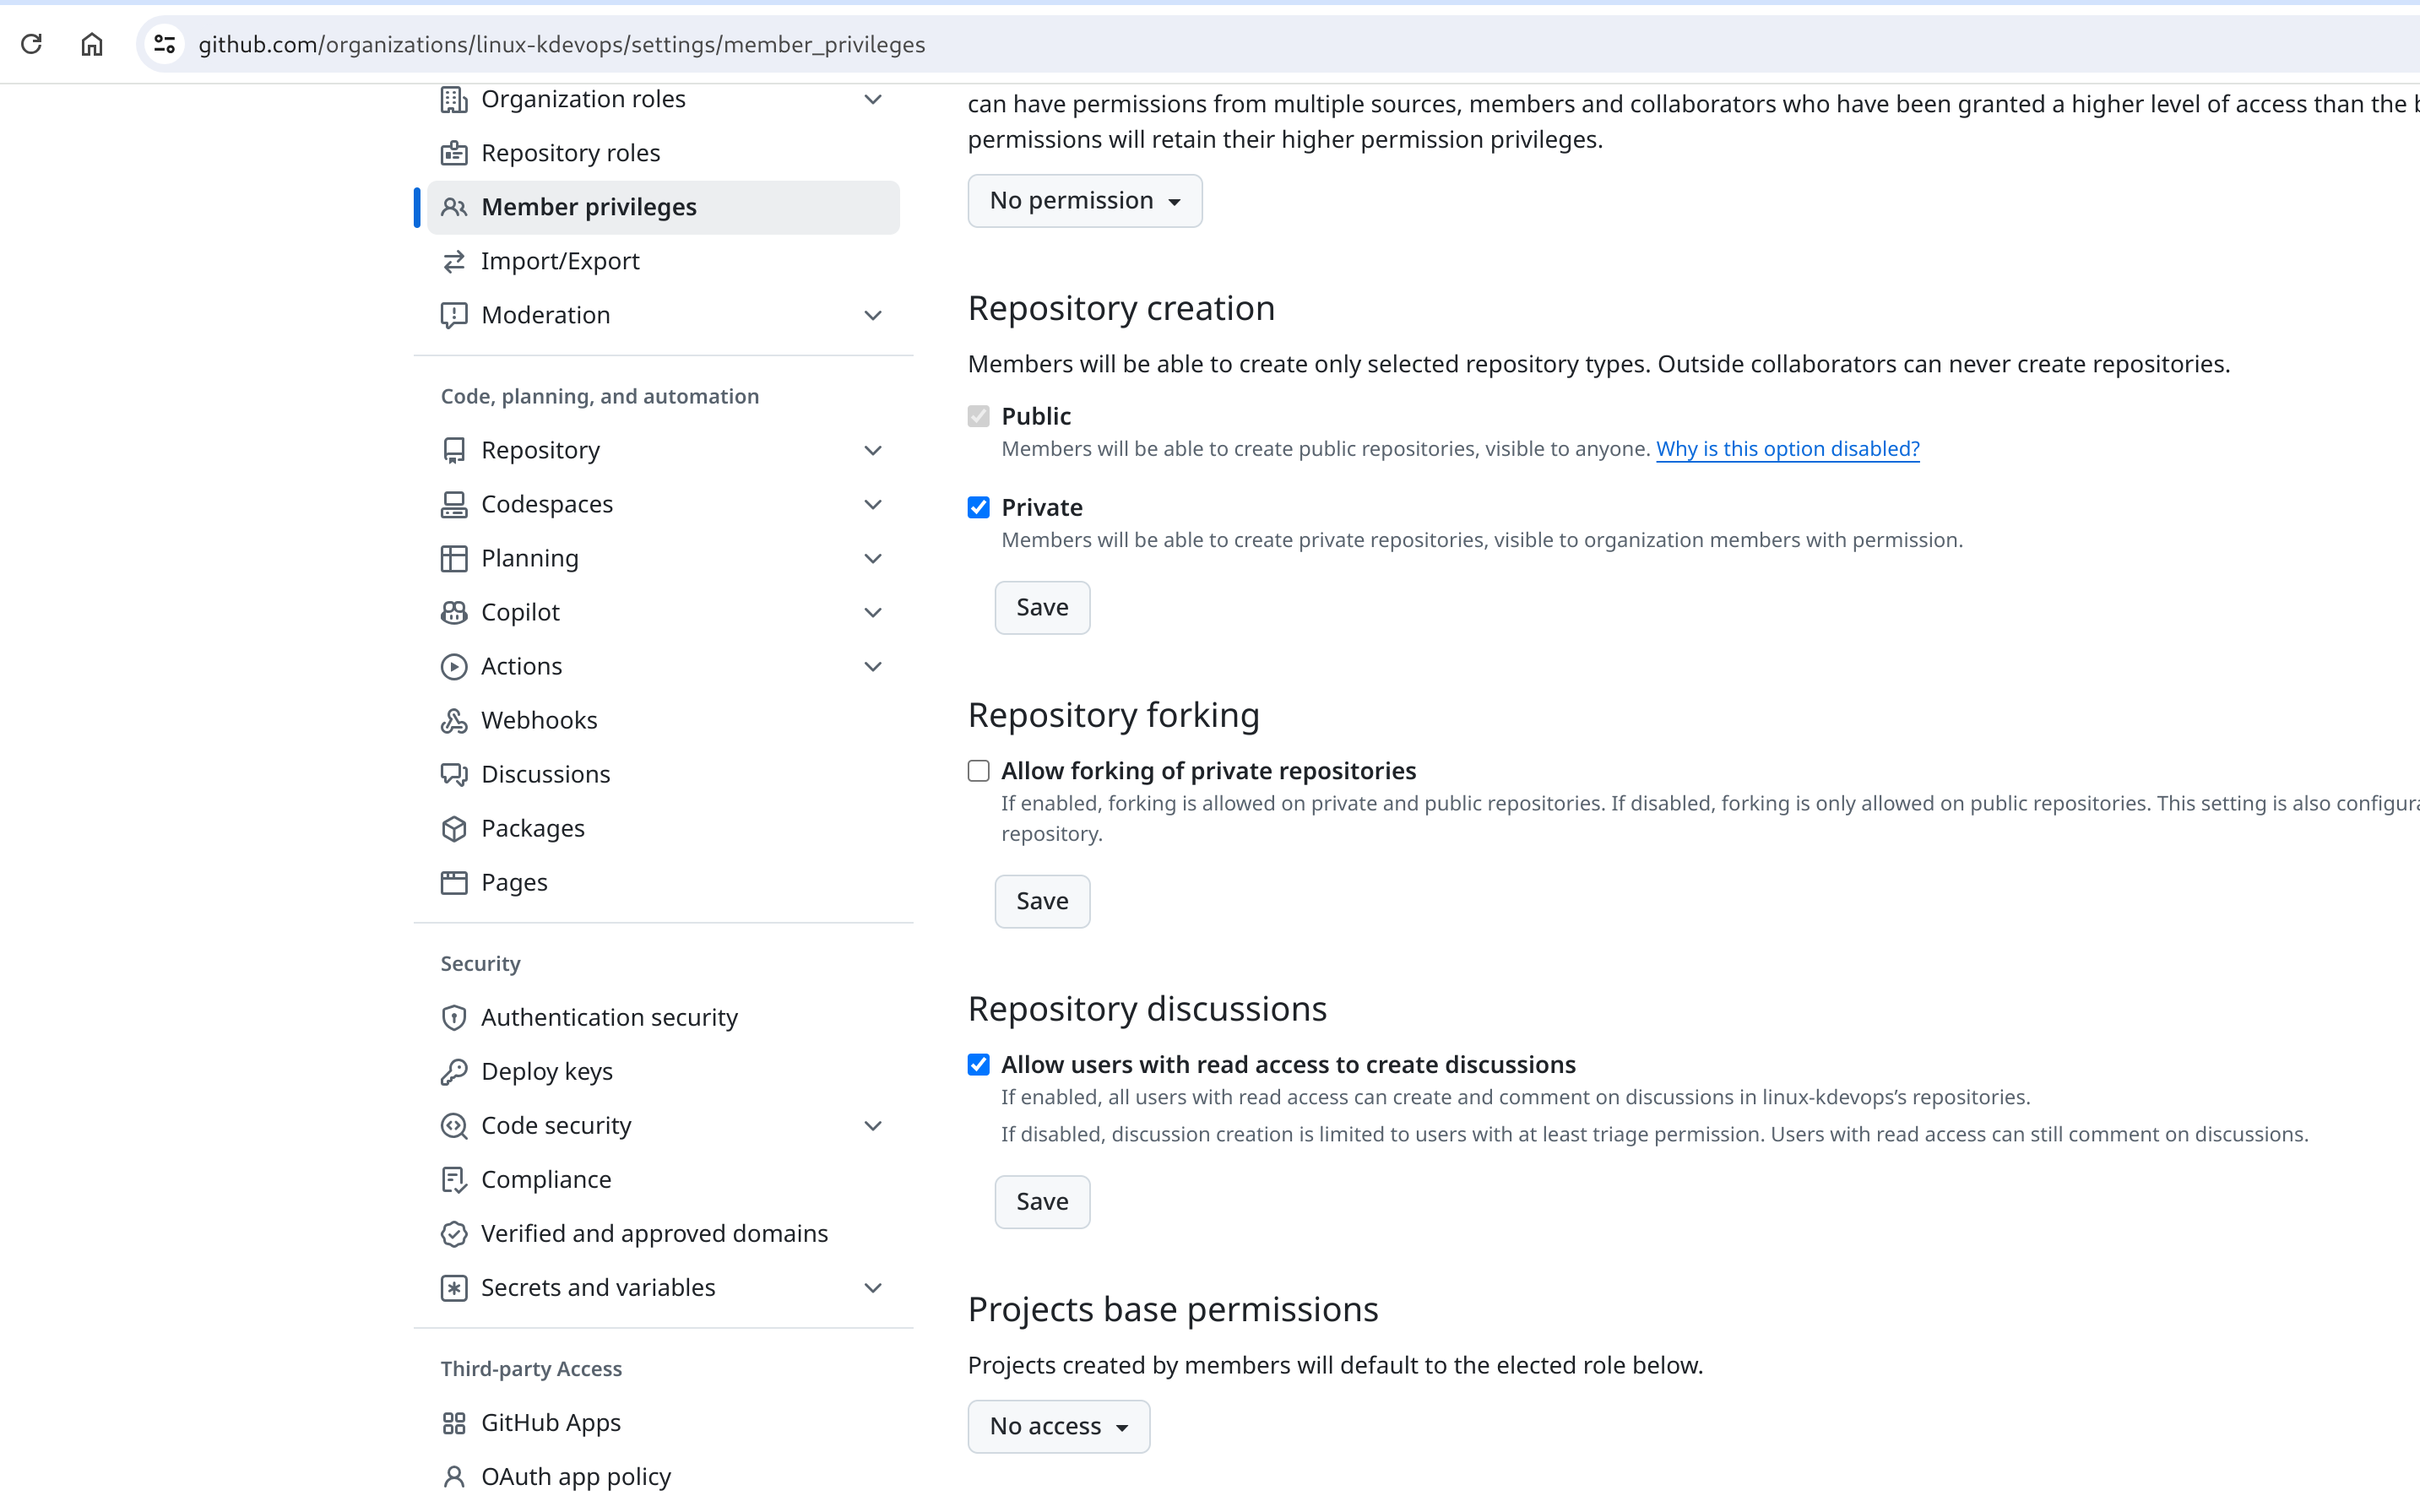 github.com/organizations/linux-kdevops/settings/member_privileges
Organization roles
Repository roles
Member privileges
Import/Export
Moderation
Code, planning, and automation
Repository
Codespaces
Planning
Copilot
Actions
Webhooks
Discussions
Packages
Pages
Security
Authentication security
Deploy keys
Code security
Compliance
Verified and approved domains
Secrets and variables
Third-party Access
GitHub Apps
OAuth app policy
can have permissions from multiple sources, members and collaborators who have been granted a higher level of access than the
permissions will retain their higher permission privileges.
No permission
Repository creation
Members will be able to create only selected repository types. Outside collaborators can never create repositories.
Public
Members will be able to create public repositories, visible to anyone. Why is this option disabled?
Private
Members will be able to create private repositories, visible to organization members with permission.
Save
Repository forking
Allow forking of private repositories
If enabled, forking is allowed on private and public repositories. If disabled, forking is only allowed on public repositories. This setting is also
repository.
Save
Repository discussions
Allow users with read access to create discussions
If enabled, all users with read access can create and comment on discussions in linux-kdevops’s repositories.
If disabled, discussion creation is limited to users with at least triage permission. Users with read access can still comment on discussions.
Save
Projects base permissions
Projects created by members will default to the elected role below.
No access